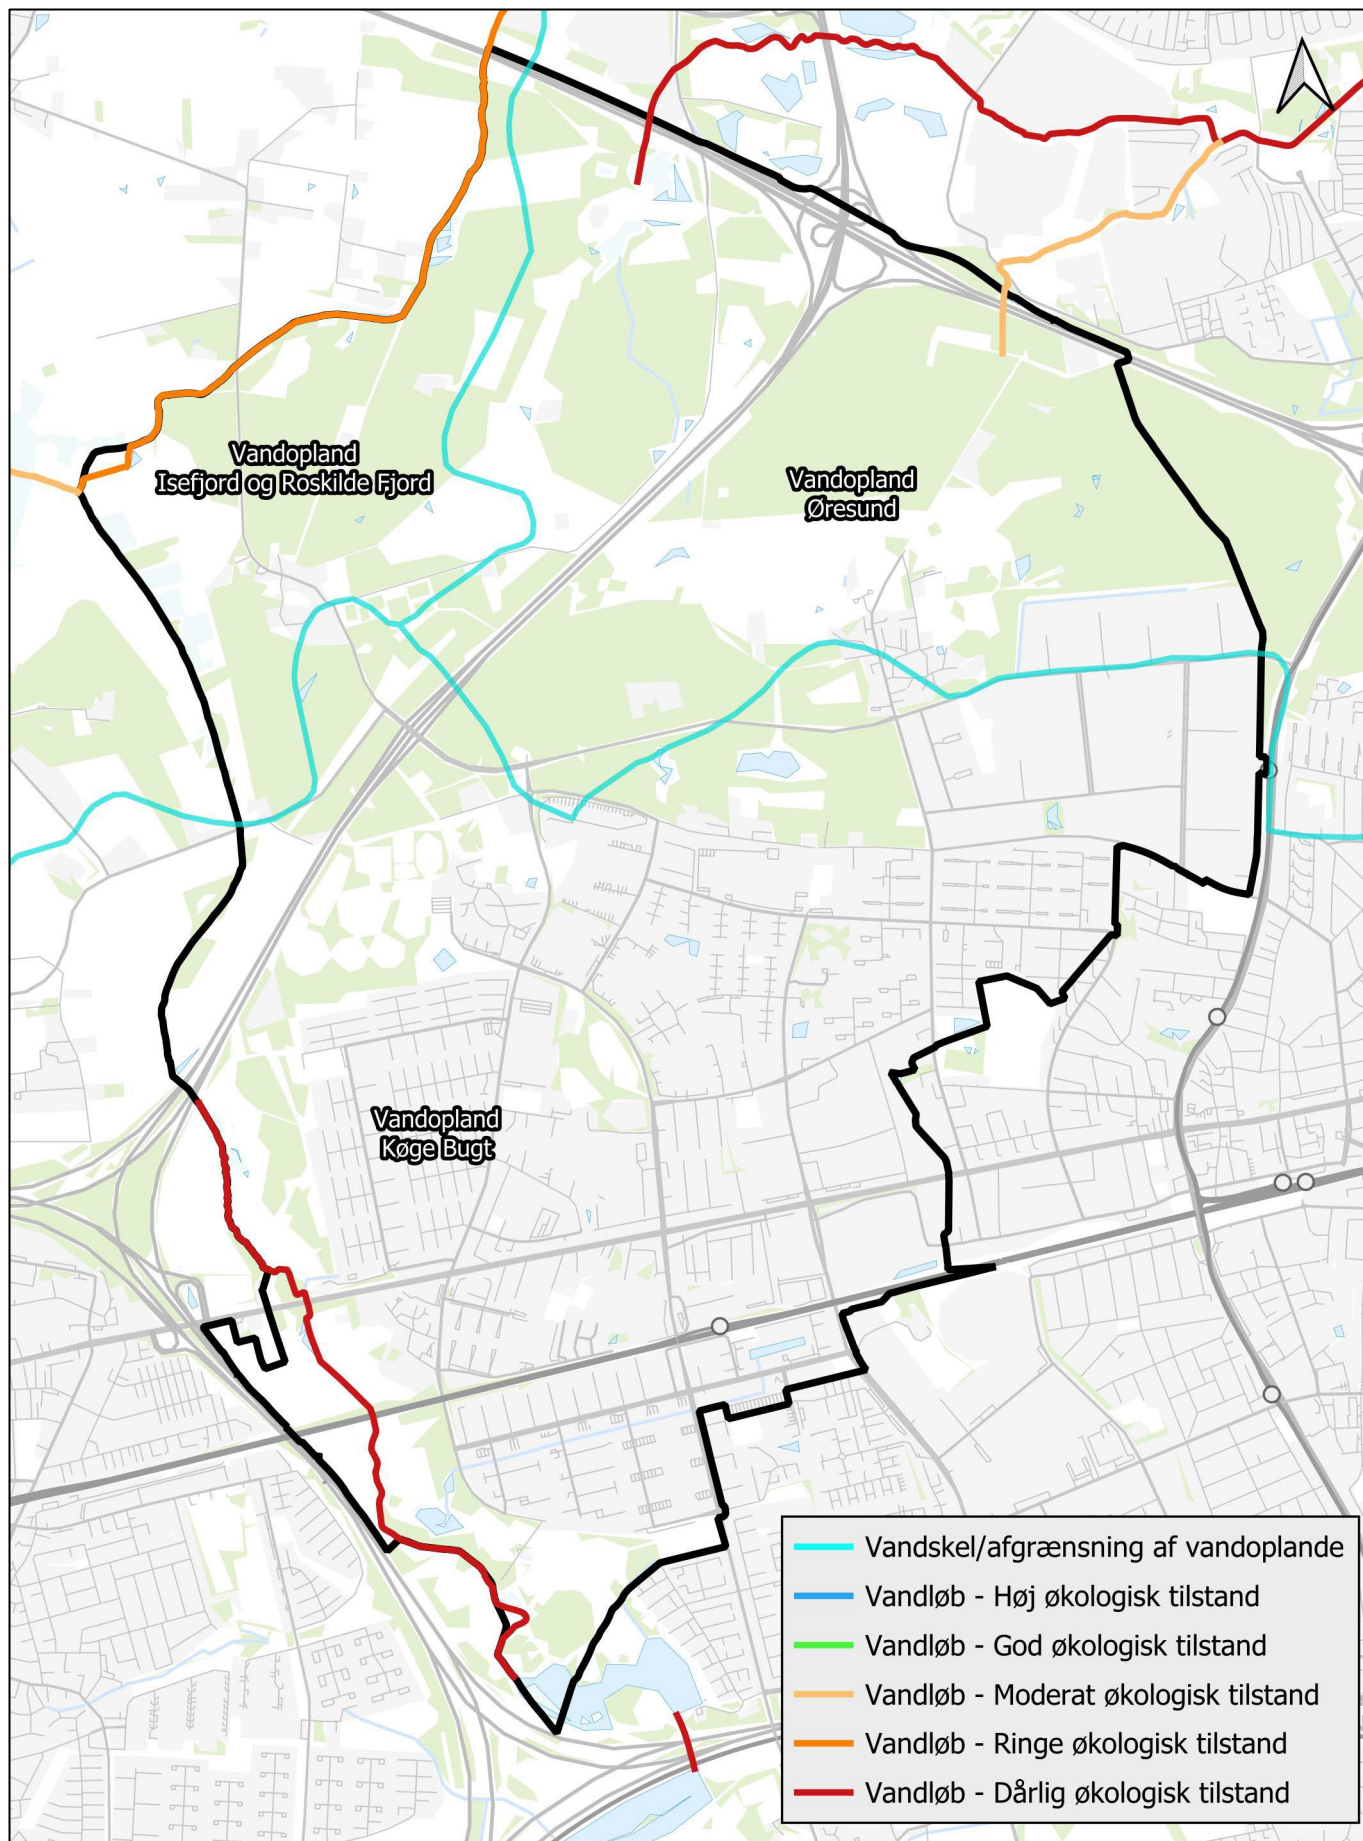 Vandopland
Isefjord og Roskilde Fjord
Vandopland
Øresund
Vandopland
Køge Bugt
Vandskel/afgrænsning af vandoplande
Vandløb - Høj økologisk tilstand
Vandløb - God økologisk tilstand
Vandløb - Moderat økologisk tilstand
Vandløb - Ringe økologisk tilstand
Vandløb - Dårlig økologisk tilstand